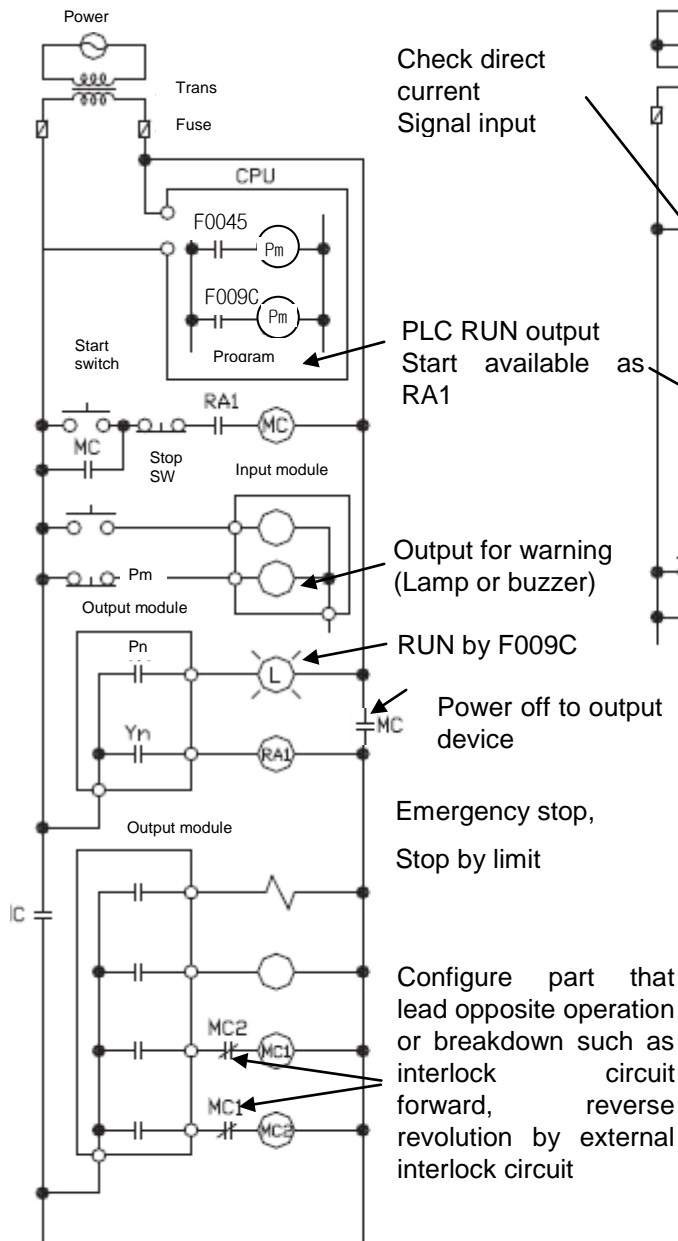 Power
Trans
Fuse
Check direct
current
Signal input
CPU
F0045
Pm
F009C
Pm
Program
PLC RUN output
Start available as
RA1
Start
switch
RA1
MC
MC
Stop
SW
Input module
Pm
Output for warning
(Lamp or buzzer)
Output module
Pn
L
RUN by F009C
Yn
RA1
MC
Power off to output
device
Output module
Emergency stop,
Stop by limit
C
Configure part that
lead opposite operation
or breakdown such as
interlock circuit
forward, reverse
revolution by external
interlock circuit
MC2
MC1
MC1
MC2